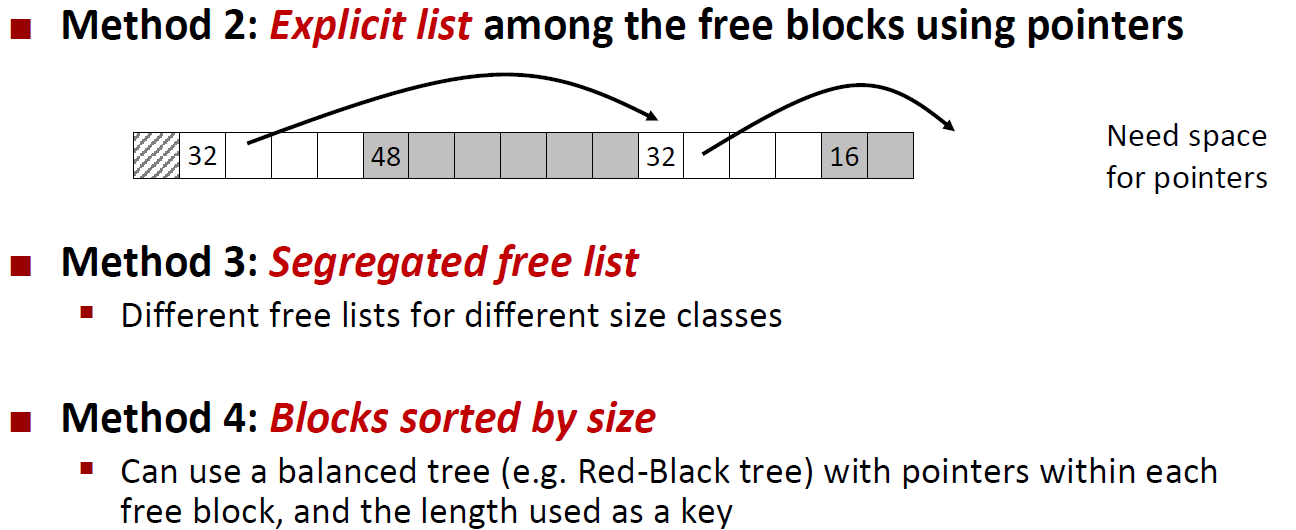 Method 2: Explicit list among the free blocks using pointers
32 48 32 16
Need space
for pointers
Method 3: Segregated free list
Different free lists for different size classes
Method 4: Blocks sorted by size
Can use a balanced tree (e.g. Red-Black tree) with pointers within each
free block, and the length used as a key